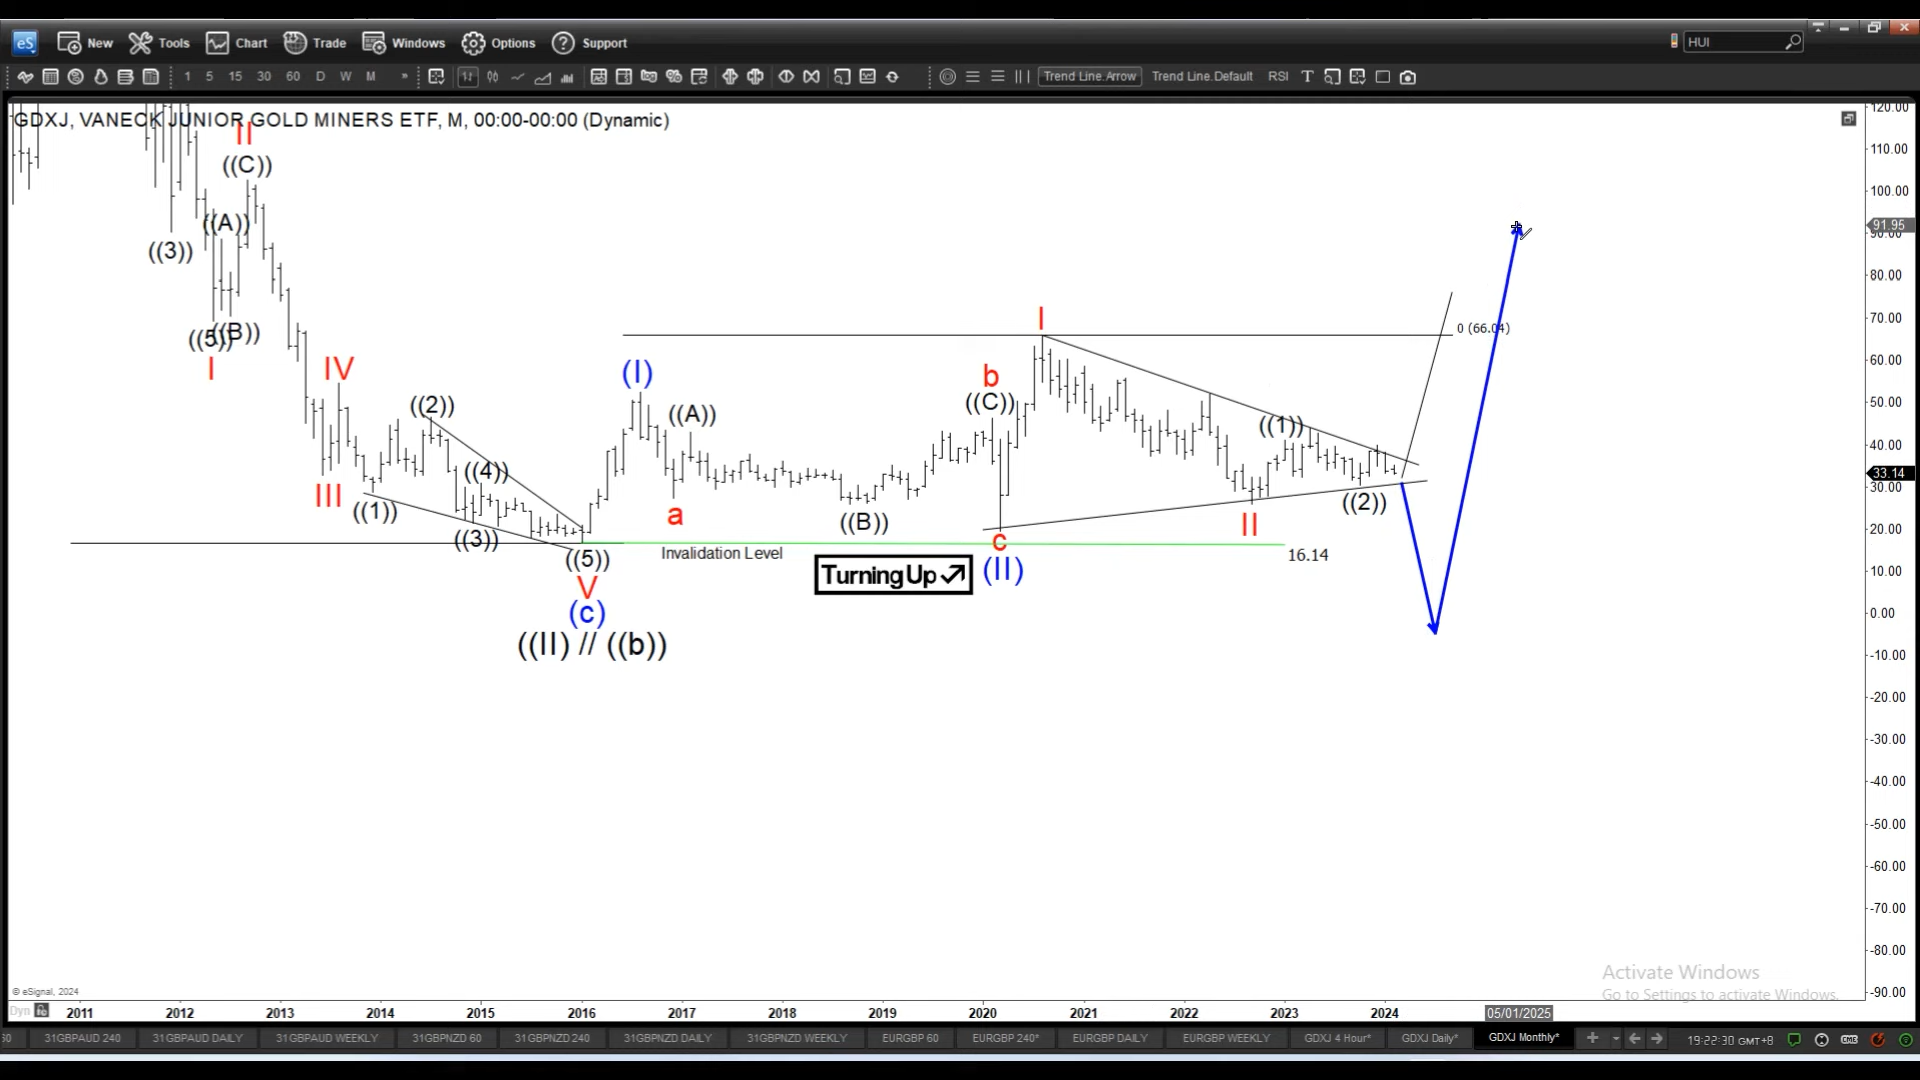 eS New Tools Chart Trade Windows Options Support HUI
1 5 15 30 60 D W M » Trend Line.Arrow Trend Line.Default RSI T
GDXJ, VANECK JUNIOR GOLD MINERS ETF, M, 00:00-00:00 (Dynamic)
120.00
110.00
100.00
91.95
90.00
80.00
70.00
60.00
50.00
40.00
33.14
30.00
20.00
10.00
0.00
-10.00
-20.00
-30.00
-40.00
-50.00
-60.00
-70.00
-80.00
-90.00
II
((C))
((A))
((3))
((5))
((B))
I
IV
III
((1))
((2))
((4))
((3))
((5))
V
(c)
((II) // ((b))
(I)
((A))
a
((B))
b
((C))
c
(II)
I
0 (66.04)
((1))
II
((2))
Invalidation Level
16.14
Turning Up
Activate Windows
Go to Settings to activate Windows.
© eSignal, 2024
Dyn 2011 2012 2013 2014 2015 2016 2017 2018 2019 2020 2021 2022 2023 2024 05/01/2025
60 31GBPAUD 240 31GBPAUD DAILY 31GBPAUD WEEKLY 31GBPNZD 60 31GBPNZD 240 31GBPNZD DAILY 31GBPNZD WEEKLY EURGBP 60 EURGBP 240* EURGBP DAILY EURGBP WEEKLY GDXJ 4 Hour* GDXJ Daily* GDXJ Monthly* 19:22:30 GMT+8 CME